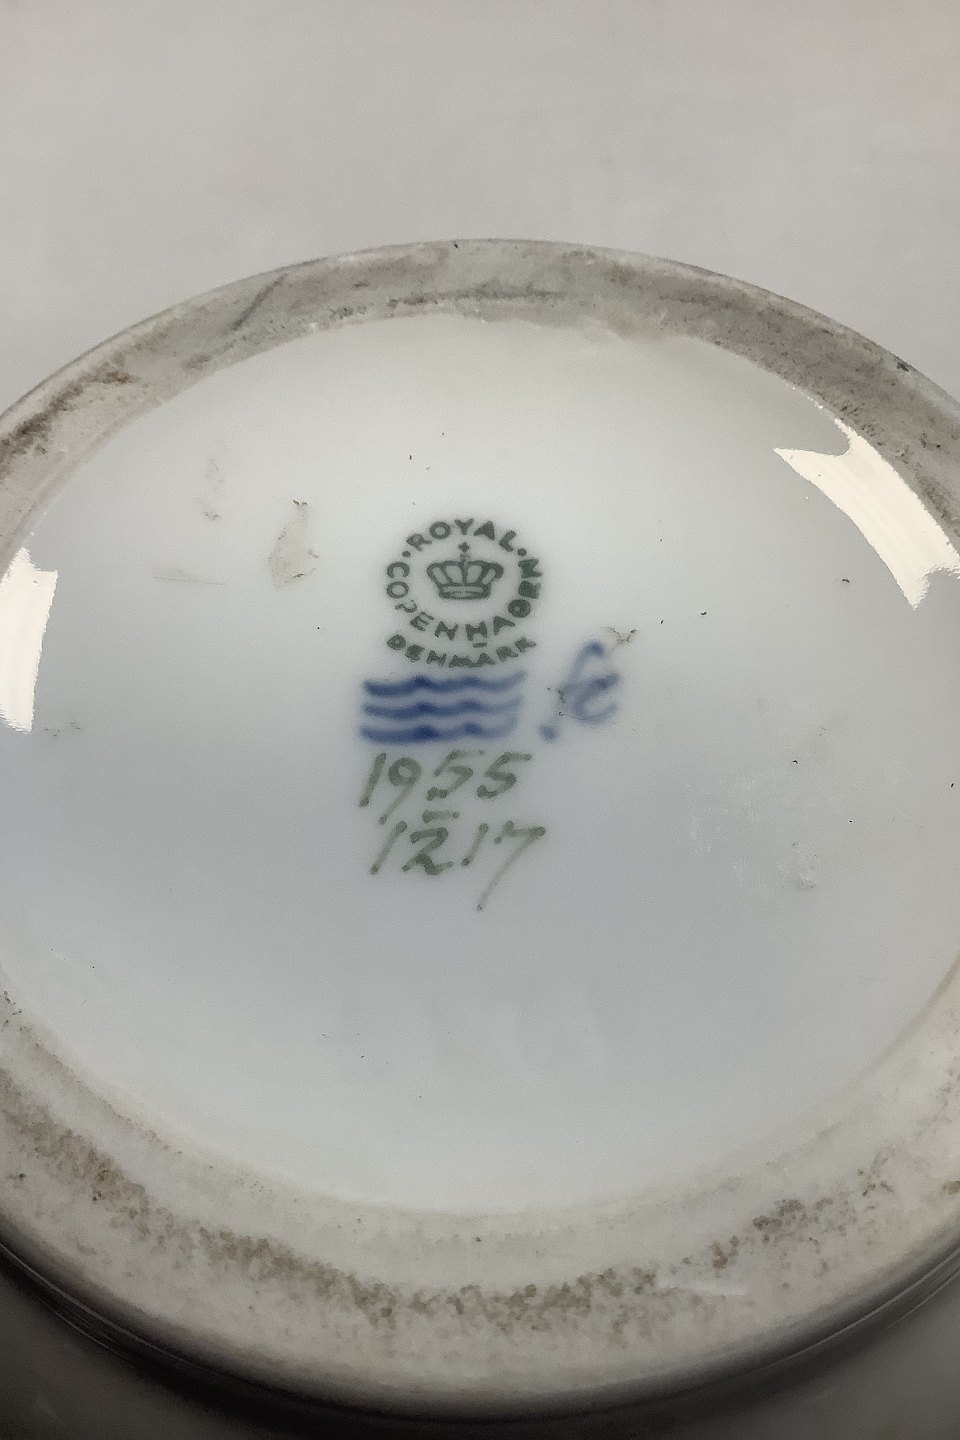 ROYAL
COPENHAGEN
DENMARK
1955
1217